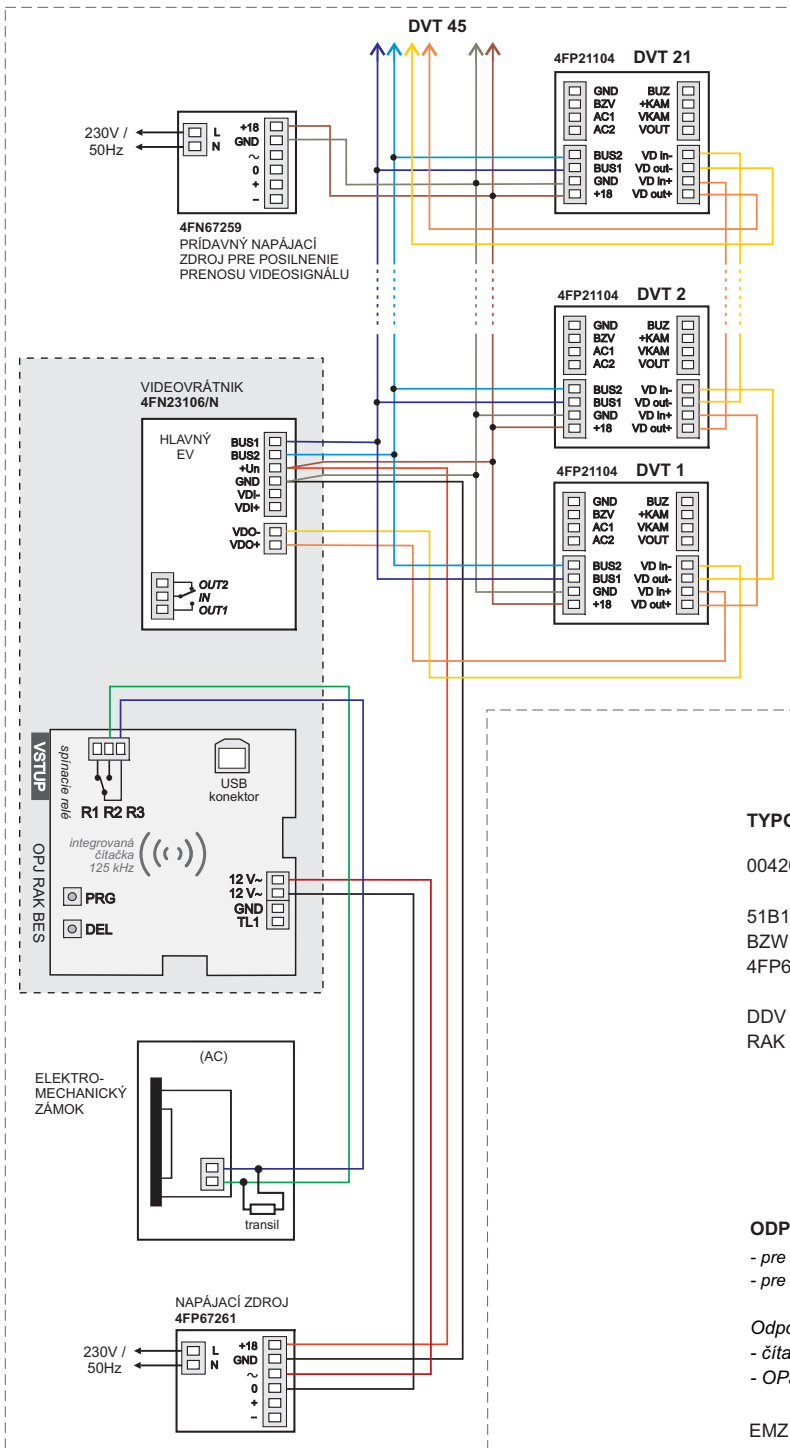 DVT 45
4FP21104 DVT 21
GND BUZ
BZV +KAM
AC1 VKAM
AC2 VOUT
BUS2 VD In-
BUS1 VD out-
GND VD In+
+18 VD out+
230V /
50Hz
L
N
+18
GND
~
0
+
–
4FN67259
PRÍDAVNÝ NAPÁJACÍ
ZDROJ PRE POSILNENIE
PRENOSU VIDEOSIGNÁLU
4FP21104 DVT 2
GND BUZ
BZV +KAM
AC1 VKAM
AC2 VOUT
BUS2 VD In-
BUS1 VD out-
GND VD In+
+18 VD out+
VIDEOVRÁTNIK
4FN23106/N
HLAVNÝ
EV
BUS1
BUS2
+Un
GND
VDI-
VDI+
VDO-
VDO+
OUT2
IN
OUT1
4FP21104 DVT 1
GND BUZ
BZV +KAM
AC1 VKAM
AC2 VOUT
BUS2 VD In-
BUS1 VD out-
GND VD In+
+18 VD out+
VSTUP
spínacie relé
R1 R2 R3
USB
konektor
integrovaná
čítačka
125 kHz
OPJ RAK BES
PRG
DEL
12 V~
12 V~
GND
TL1
ELEKTRO-
MECHANICKÝ
ZÁMOK
(AC)
transil
NAPÁJACÍ ZDROJ
4FP67261
230V /
50Hz
L
N
+18
GND
~
0
+
–
51B1
BZW
DDV
RAK
- pre
- pre
EMZ